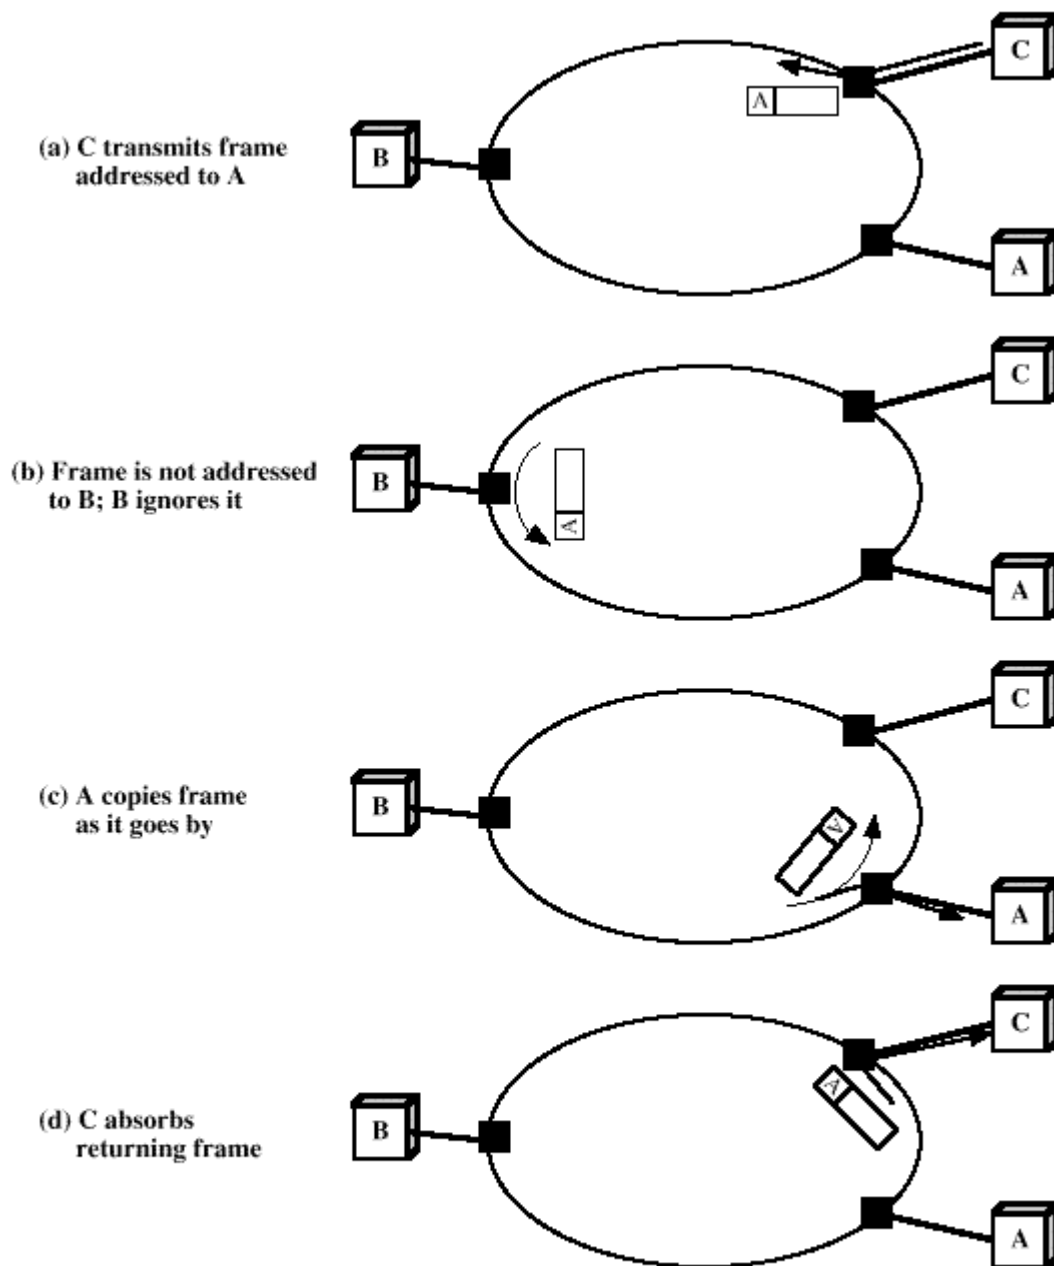 C
A
(a) C transmits frame
addressed to A
B
A
C
(b) Frame is not addressed
to B; B ignores it
B
A
A
C
(c) A copies frame
as it goes by
B
A
A
C
A
(d) C absorbs
returning frame
B
A